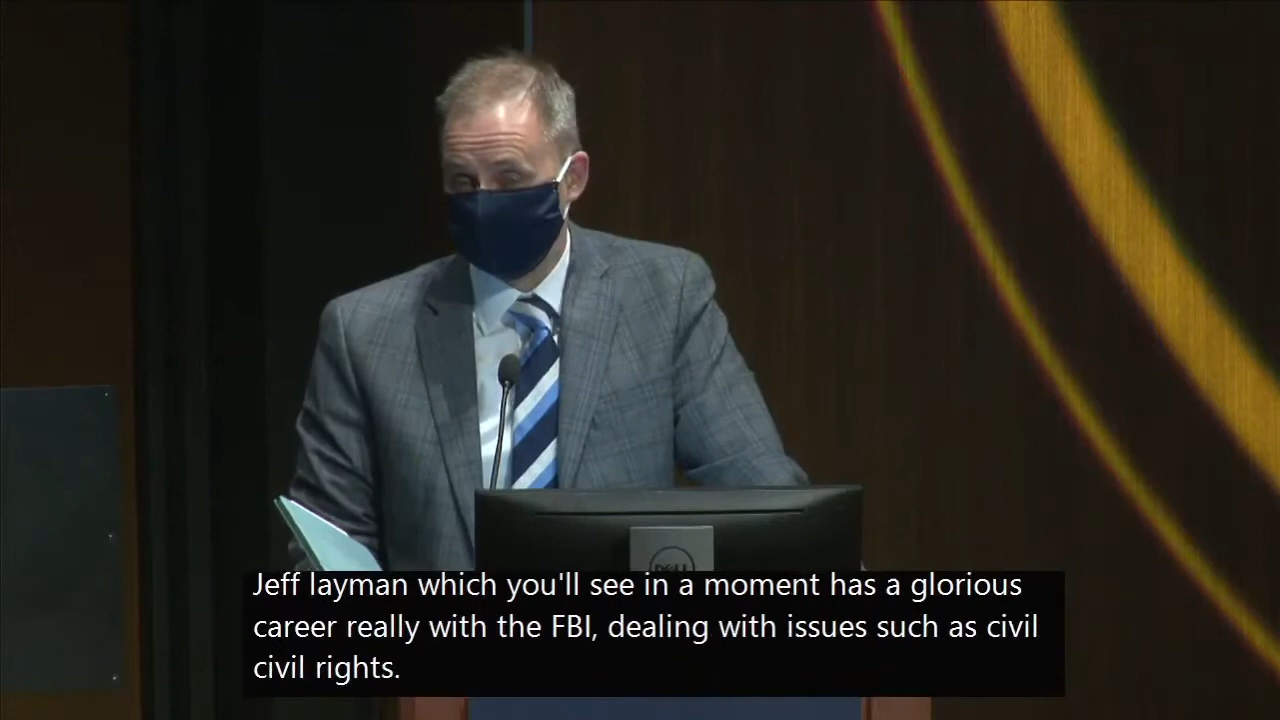 DELL
Jeff layman which you'll see in a moment has a glorious
career really with the FBI, dealing with issues such as civil
civil rights.